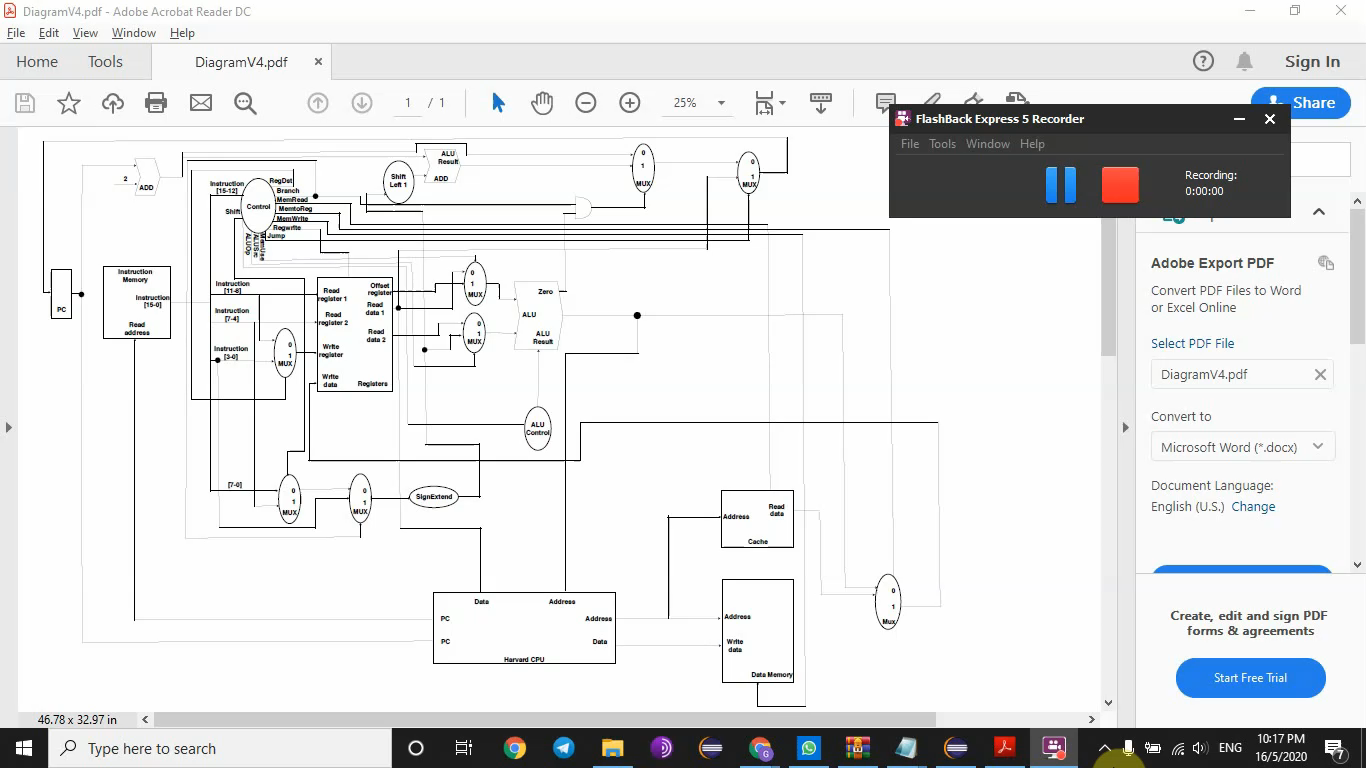 DiagramV4.pdf - Adobe Acrobat Reader DC
File Edit View Window Help
Home Tools DiagramV4.pdf × Sign In
1 / 1 25% Share
FlashBack Express 5 Recorder
File Tools Window Help
Recording:
0:00:00
Adobe Export PDF
Convert PDF Files to Word
or Excel Online
Select PDF File
DiagramV4.pdf
Convert to
Microsoft Word (*.docx)
Document Language:
English (U.S.) Change
Create, edit and sign PDF
forms & agreements
Start Free Trial
2
ADD
Instruction
[15-12]
Shift
Control
RegDst
Branch
MemRead
MemtoReg
MemWrite
Regwrite
Jump
ALUOp
ALUSrc
Shift
Left 1
ALU
Result
ADD
0
1
MUX
0
1
MUX
PC
Instruction
Memory
Instruction
[15-0]
Read
address
Instruction
[11-8]
Instruction
[7-4]
Instruction
[3-0]
0
1
MUX
Read
register 1
Read
register 2
Write
register
Write
data
Offset
register
Read
data 1
Read
data 2
Registers
0
1
MUX
0
1
MUX
Zero
ALU
ALU
Result
ALU
Control
[7-0]
0
1
MUX
0
1
MUX
SignExtend
Address
Read
data
Cache
Data
Address
PC
PC
Address
Data
Harvard CPU
Address
Write
data
Data Memory
0
1
Mux
46.78 x 32.97 in
Type here to search
ENG
10:17 PM
16/5/2020
7